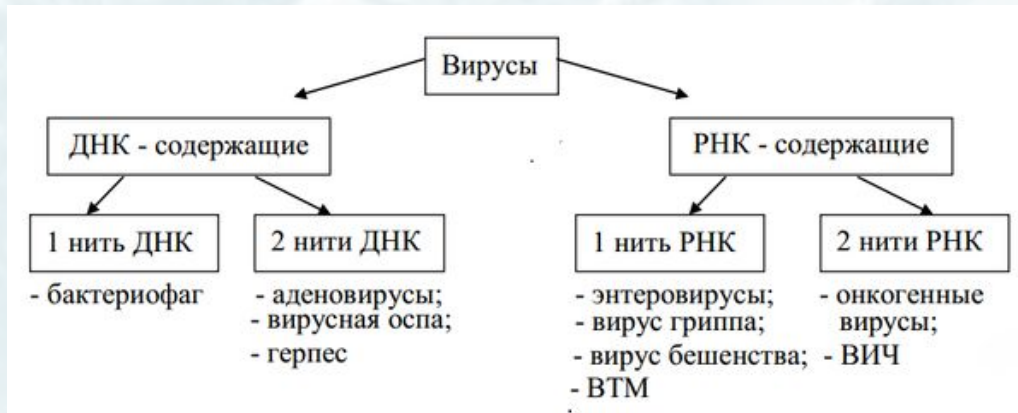 Вирусы
ДНК - содержащие
РНК - содержащие
1 нить ДНК
2 нити ДНК
1 нить РНК
2 нити РНК
- бактериофаг
- аденовирусы;
- вирусная оспа;
- герпес
- энтеровирусы;
- вирус гриппа;
- вирус бешенства;
- ВТМ
- онкогенные
вирусы;
- ВИЧ